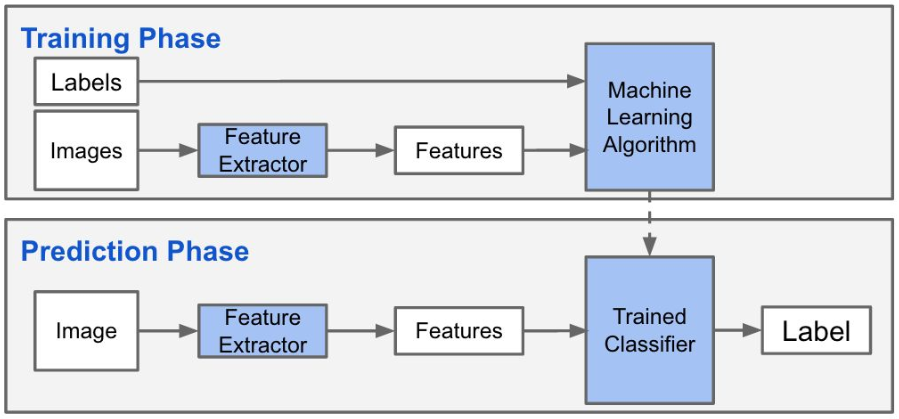 Training Phase
Labels
Images
Feature
Extractor
Features
Machine
Learning
Algorithm
Prediction Phase
Image
Feature
Extractor
Features
Trained
Classifier
Label